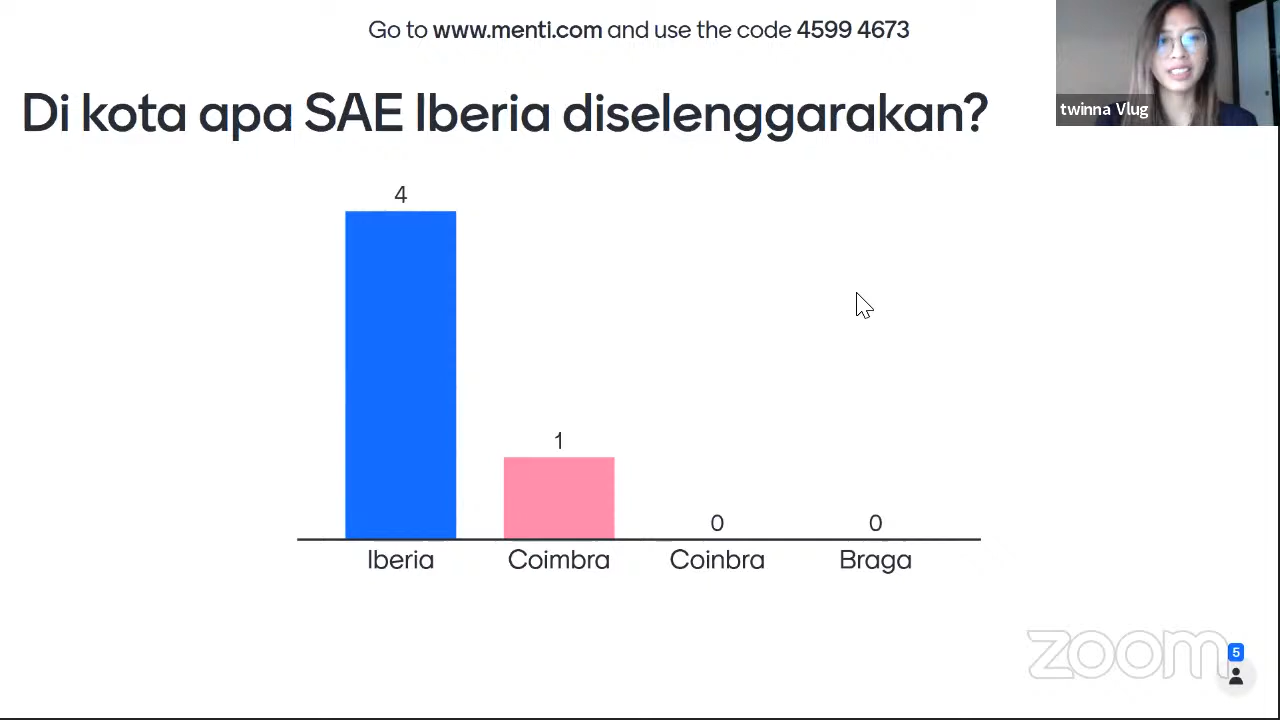 Go to www.menti.com and use the code 4599 4673
twinna Vlug
Di kota apa SAE Iberia diselenggarakan?
4
1
0
0
Iberia
Coimbra
Coinbra
Braga
zoom
5